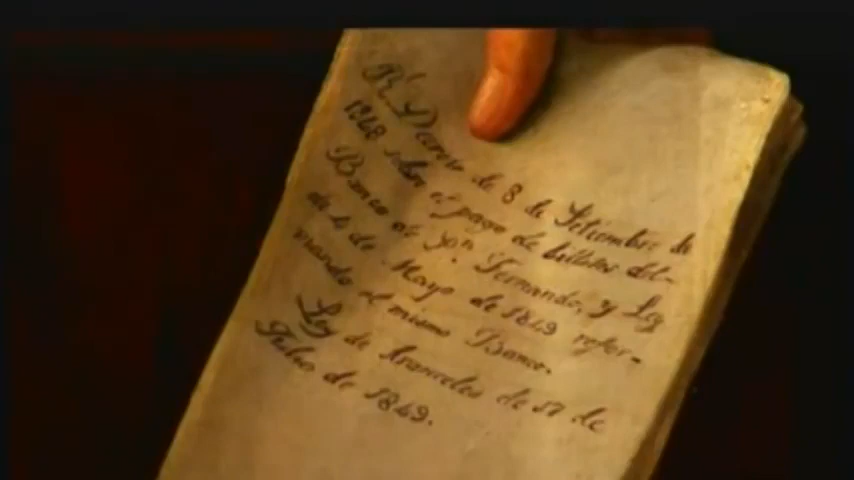 Rl. Decreto de 8 de Setiembre de
1848 sobre el pago de billetes del
Banco de Sn. Fernando, y Ley
de 4 de Mayo de 1849 refor-
mando el mismo Banco.
Ley de Aranceles de 17 de
Julio de 1849.